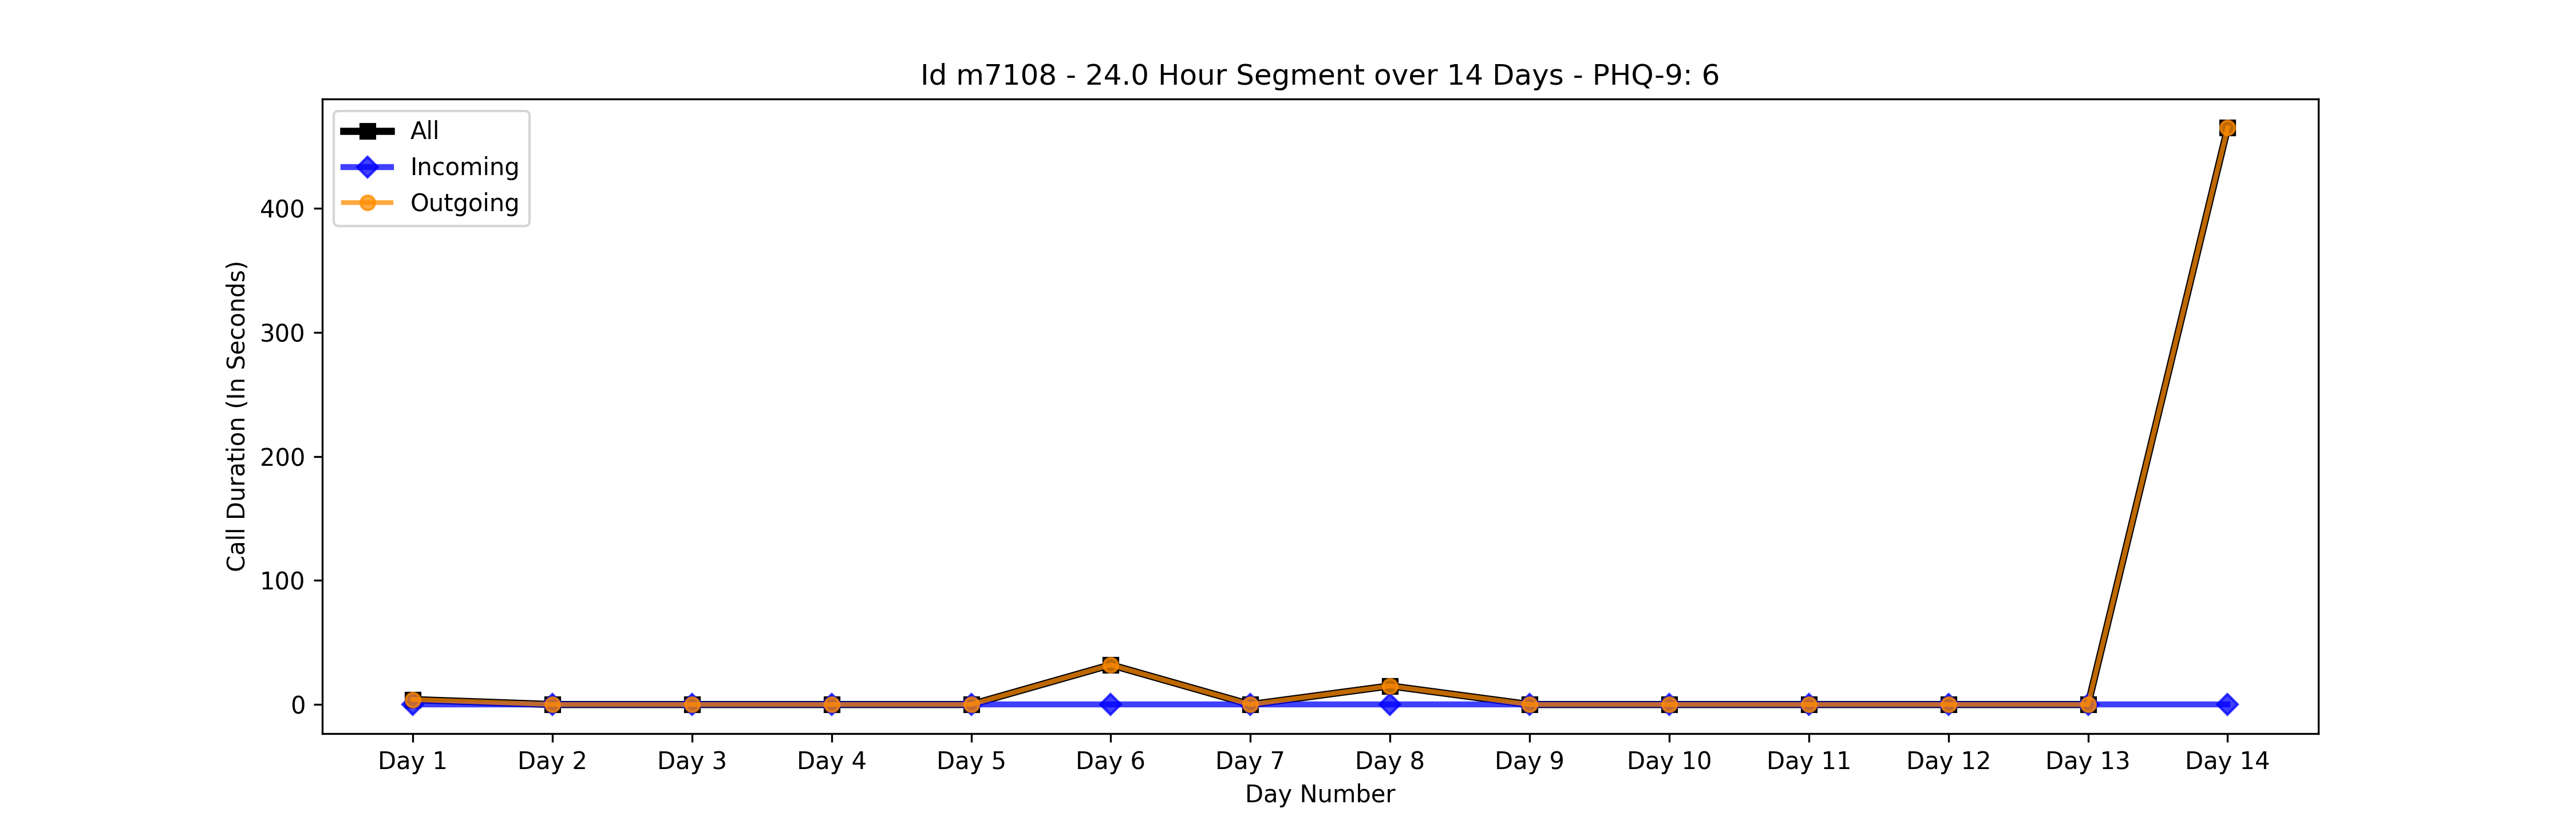 Id m7108 - 24.0 Hour Segment over 14 Days - PHQ-9: 6
All
Incoming
Outgoing
Call Duration (In Seconds)
400
300
200
100
0
Day 1 Day 2 Day 3 Day 4 Day 5 Day 6 Day 7 Day 8 Day 9 Day 10 Day 11 Day 12 Day 13 Day 14
Day Number